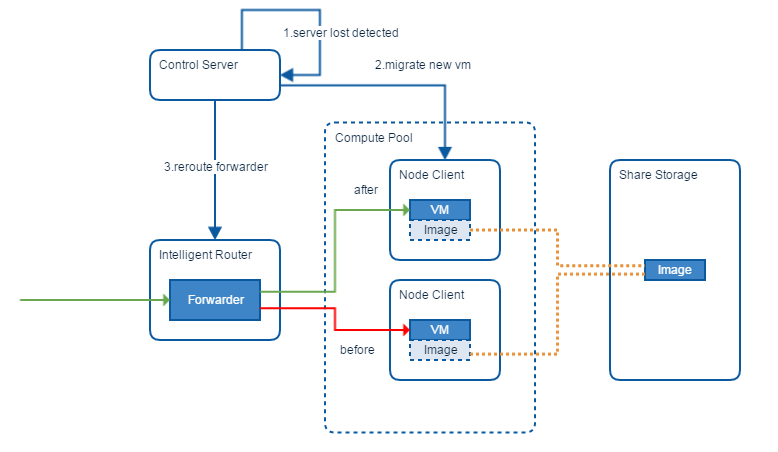 1.server lost detected
Control Server
2.migrate new vm
Compute Pool
3.reroute forwarder
Node Client
Share Storage
after
VM
Image
Intelligent Router
Image
Forwarder
Node Client
VM
before
Image